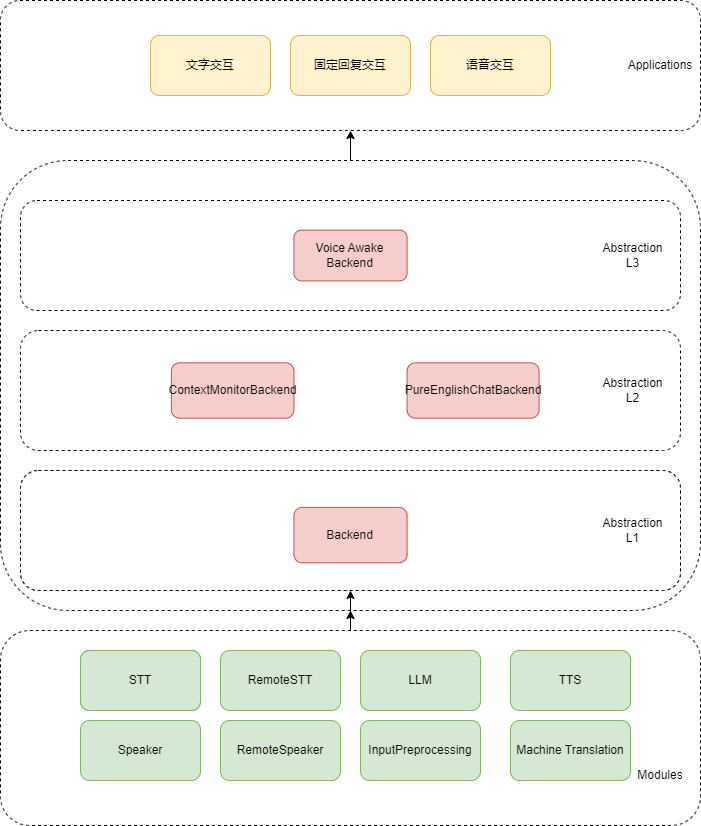 文字交互
固定回复交互
语音交互
Applications
Voice Awake
Backend
Abstraction
L3
ContextMonitorBackend
PureEnglishChatBackend
Abstraction
L2
Backend
Abstraction
L1
STT
RemoteSTT
LLM
TTS
Speaker
RemoteSpeaker
InputPreprocessing
Machine Translation
Modules